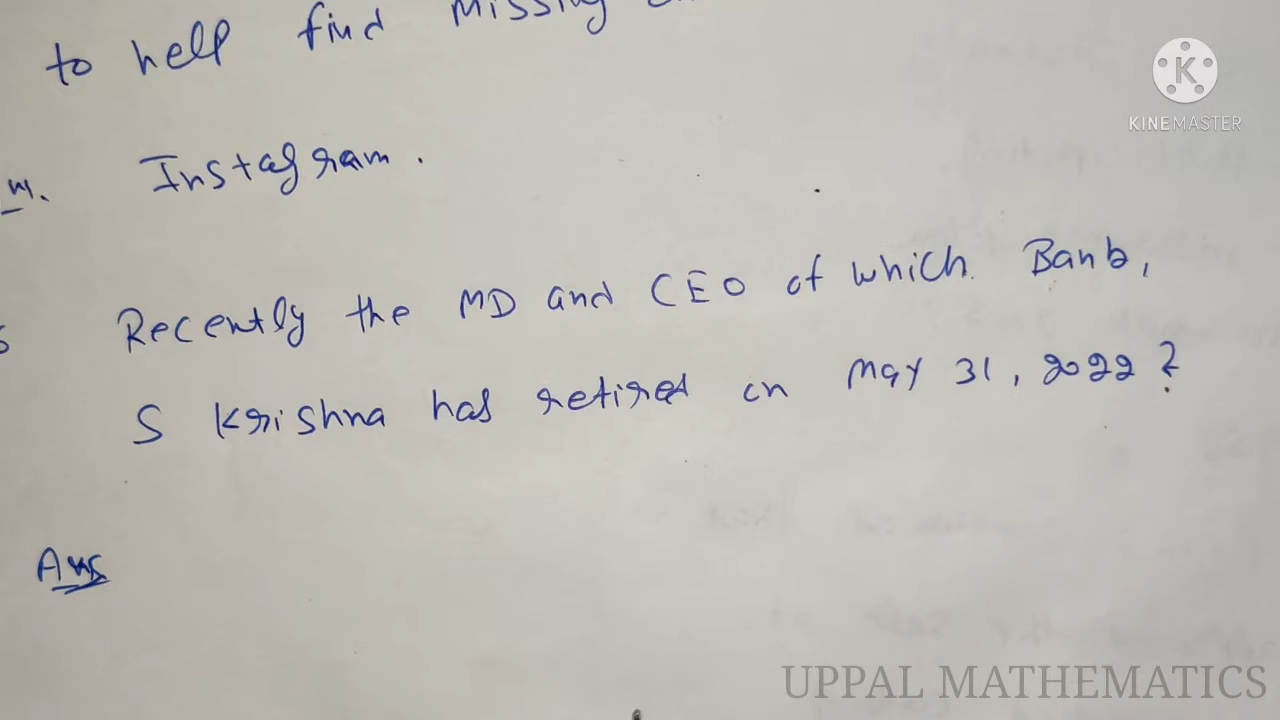 to help find missing
Instagram.
Recently the MD and CEO of which Bank,
S Krishna has retired on May 31, 2022?
Ans
KINEMASTER
UPPAL MATHEMATICS